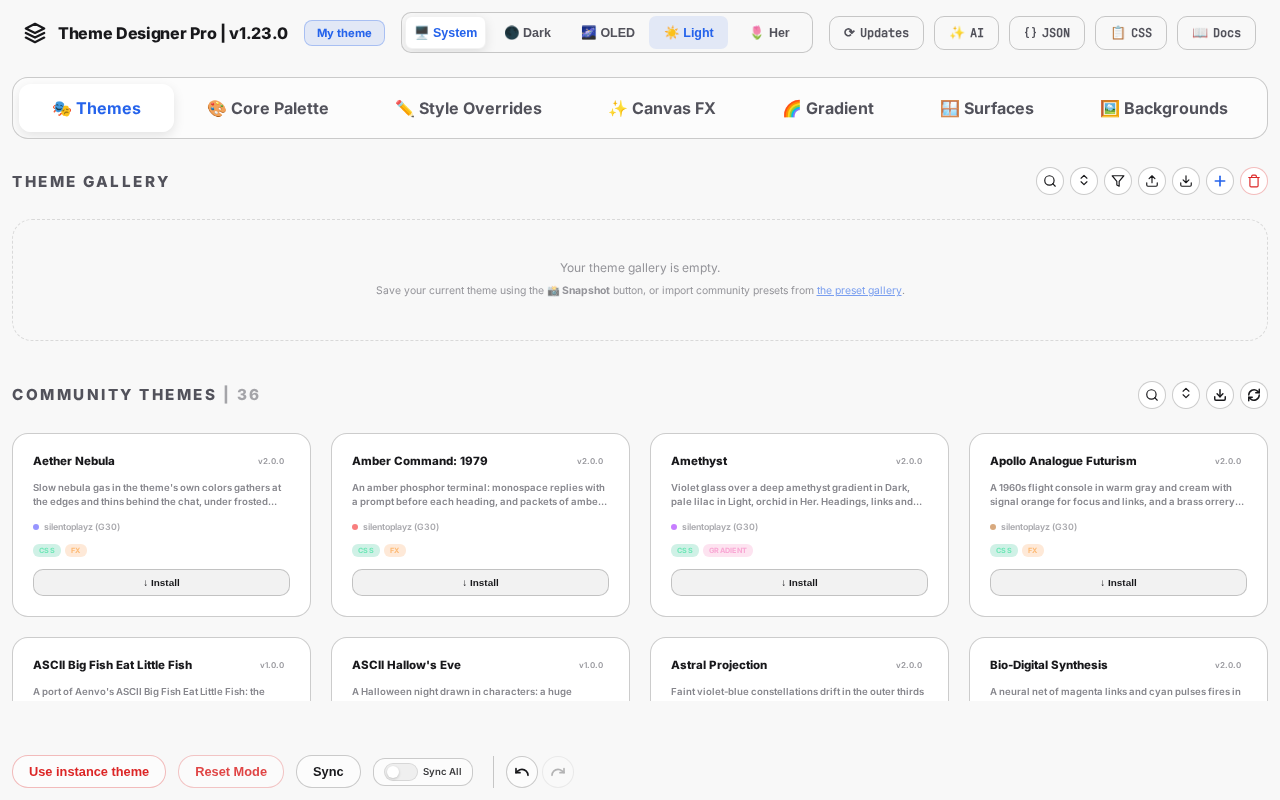 Theme Designer Pro | v1.23.0
My theme
🖥️ System
🌑 Dark
🌌 OLED
☀️ Light
🌷 Her
⟳ Updates
✨ AI
{} JSON
📋 CSS
📖 Docs
🎭 Themes
🎨 Core Palette
✏️ Style Overrides
✨ Canvas FX
🌈 Gradient
🪟 Surfaces
🖼️ Backgrounds
THEME GALLERY
Your theme gallery is empty.
Save your current theme using the 📸 Snapshot button, or import community presets from the preset gallery.
COMMUNITY THEMES | 36
Aether Nebula
v2.0.0
Slow nebula gas in the theme's own colors gathers at
the edges and thins behind the chat, under frosted...
silentoplayz (G30)
CSS
FX
↓ Install
Amber Command: 1979
v2.0.0
An amber phosphor terminal: monospace replies with
a prompt before each heading, and packets of ambe...
silentoplayz (G30)
CSS
FX
↓ Install
Amethyst
v2.0.0
Violet glass over a deep amethyst gradient in Dark,
pale lilac in Light, orchid in Her. Headings, links and...
silentoplayz (G30)
CSS
GRADIENT
↓ Install
Apollo Analogue Futurism
v2.0.0
A 1960s flight console in warm gray and cream with
signal orange for focus and links, and a brass orrery...
silentoplayz (G30)
CSS
FX
↓ Install
ASCII Big Fish Eat Little Fish
v1.0.0
A port of Aenvo's ASCII Big Fish Eat Little Fish: the
ASCII Hallow's Eve
v1.0.0
A Halloween night drawn in characters: a huge
Astral Projection
v2.0.0
Faint violet-blue constellations drift in the outer thirds
Bio-Digital Synthesis
v2.0.0
A neural net of magenta links and cyan pulses fires in
Use instance theme
Reset Mode
Sync
Sync All